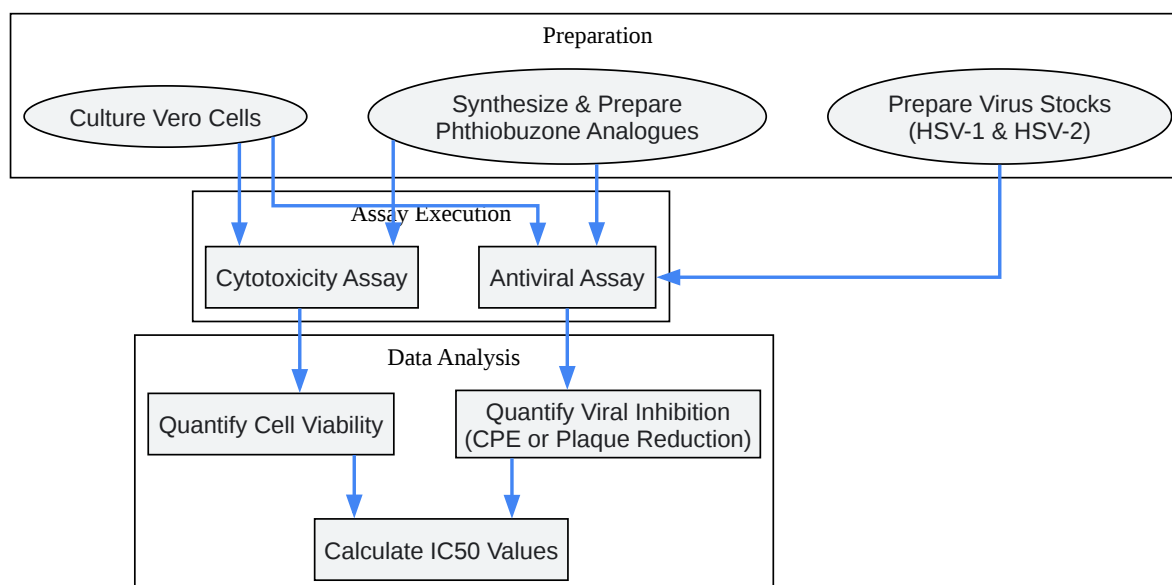 Preparation
Culture Vero Cells
Synthesize & Prepare
Phthiobuzone Analogues
Prepare Virus Stocks
(HSV-1 & HSV-2)
Assay Execution
Cytotoxicity Assay
Antiviral Assay
Data Analysis
Quantify Cell Viability
Quantify Viral Inhibition
(CPE or Plaque Reduction)
Calculate IC50 Values